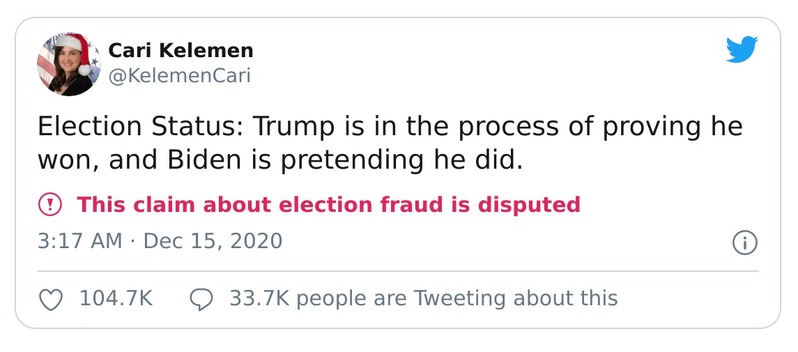 Cari Kelemen
@KelemenCari
Election Status: Trump is in the process of proving he
won, and Biden is pretending he did.
This claim about election fraud is disputed
3:17 AM · Dec 15, 2020
104.7K 33.7K people are Tweeting about this